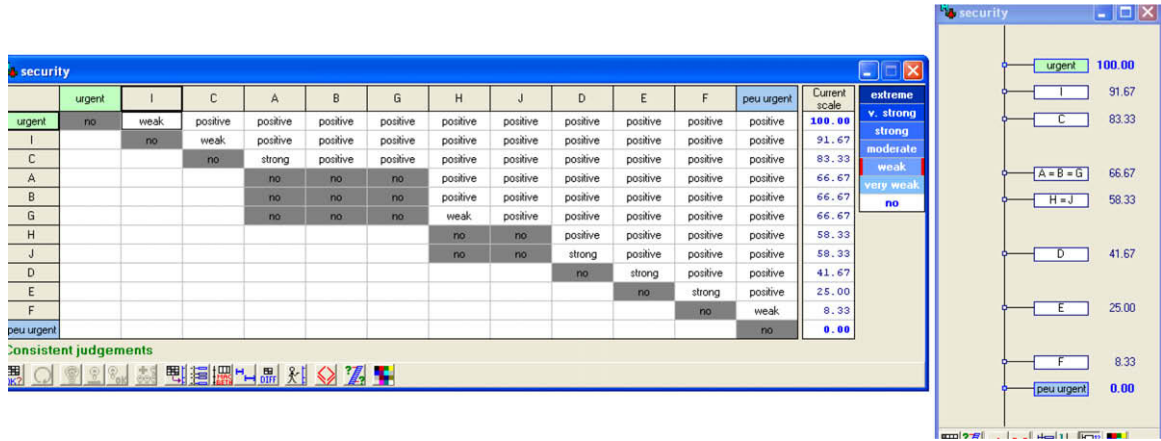 security
urgent I C A B G H J D E F peu urgent Current scale
urgent no weak positive positive positive positive positive positive positive positive positive positive 100.00
I no weak positive positive positive positive positive positive positive positive positive 91.67
C no strong positive positive positive positive positive positive positive positive 83.33
A no no no positive positive positive positive positive positive 66.67
B no no no positive positive positive positive positive positive 66.67
G no no no weak positive positive positive positive positive 66.67
H no no positive positive positive positive 58.33
J no no strong positive positive positive 58.33
D no strong positive positive 41.67
E no strong positive 25.00
F no weak 8.33
peu urgent no 0.00
extreme
v. strong
strong
moderate
weak
very weak
no
Consistent judgements
DIFF
security
urgent 100.00
I 91.67
C 83.33
A = B = G 66.67
H = J 58.33
D 41.67
E 25.00
F 8.33
peu urgent 0.00